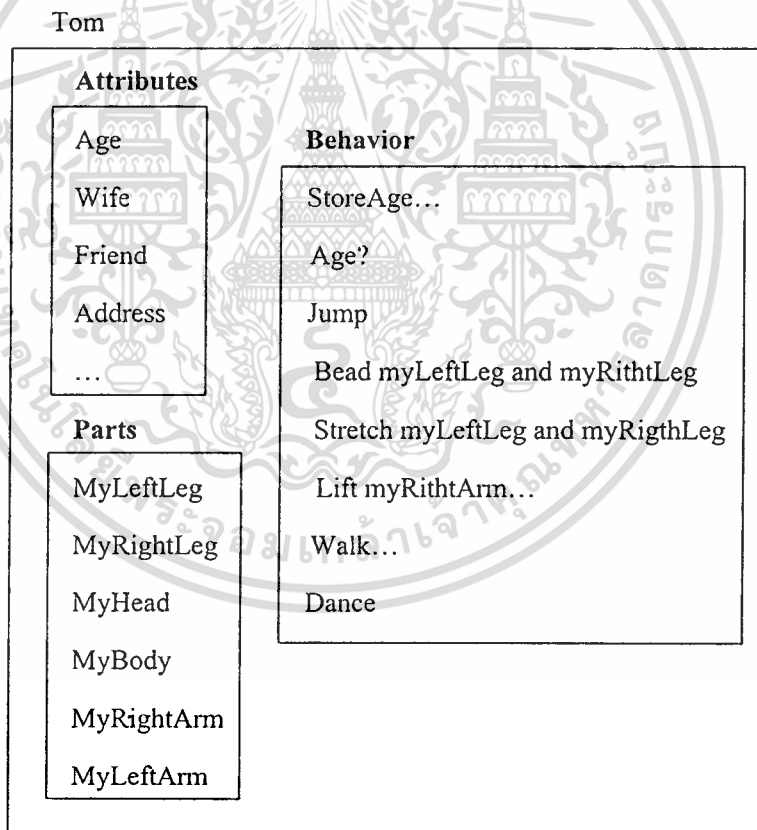 Tom
Attributes
Age
Wife
Friend
Address
…
Parts
MyLeftLeg
MyRightLeg
MyHead
MyBody
MyRightArm
MyLeftArm
Behavior
StoreAge…
Age?
Jump
Bead myLeftLeg and myRithtLeg
Stretch myLeftLeg and myRigthLeg
Lift myRithtArm…
Walk…
Dance